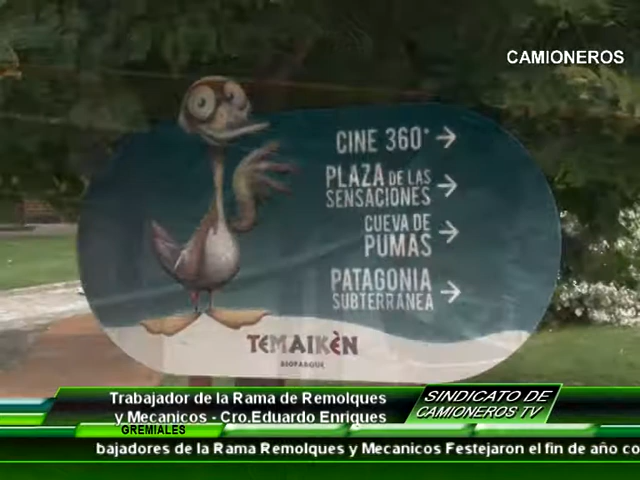 CAMIONEROS
CINE 360°
PLAZA DE LAS
SENSACIONES
CUEVA DE
PUMAS
PATAGONIA
SUBTERRANEA
TEMAIKÈN
BIOPARQUE
Trabajador de la Rama de Remolques
y Mecanicos - Cro.Eduardo Enriques
SINDICATO DE
CAMIONEROS TV
GREMIALES
bajadores de la Rama Remolques y Mecanicos Festejaron el fin de año co